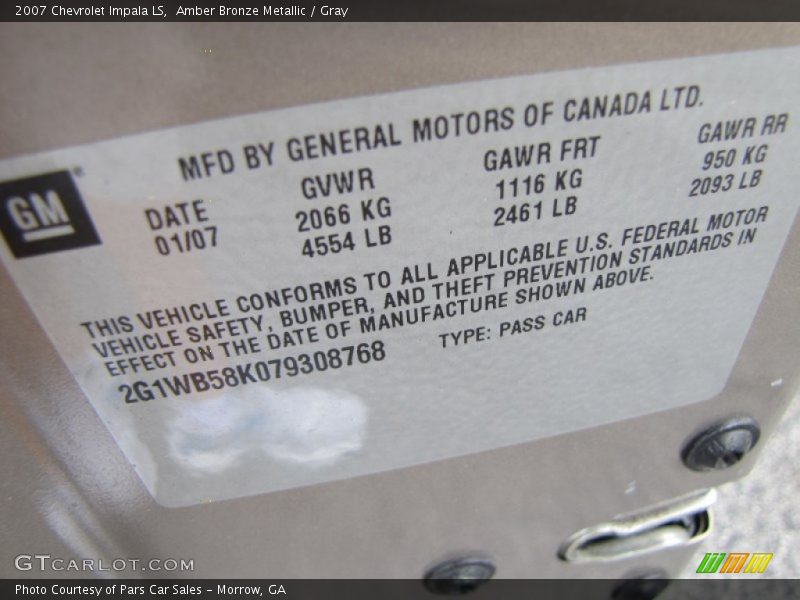 2007 Chevrolet Impala LS,  Amber Bronze Metallic / Gray
MFD BY GENERAL MOTORS OF CANADA LTD.
GM
DATE GVWR GAWR FRT GAWR RR
01/07 2066 KG 1116 KG 950 KG
4554 LB 2461 LB 2093 LB
THIS VEHICLE CONFORMS TO ALL APPLICABLE U.S. FEDERAL MOTOR
VEHICLE SAFETY, BUMPER, AND THEFT PREVENTION STANDARDS IN
EFFECT ON THE DATE OF MANUFACTURE SHOWN ABOVE.
2G1WB58K079308768 TYPE: PASS CAR
GTCARLOT.COM
Photo Courtesy of Pars Car Sales - Morrow, GA